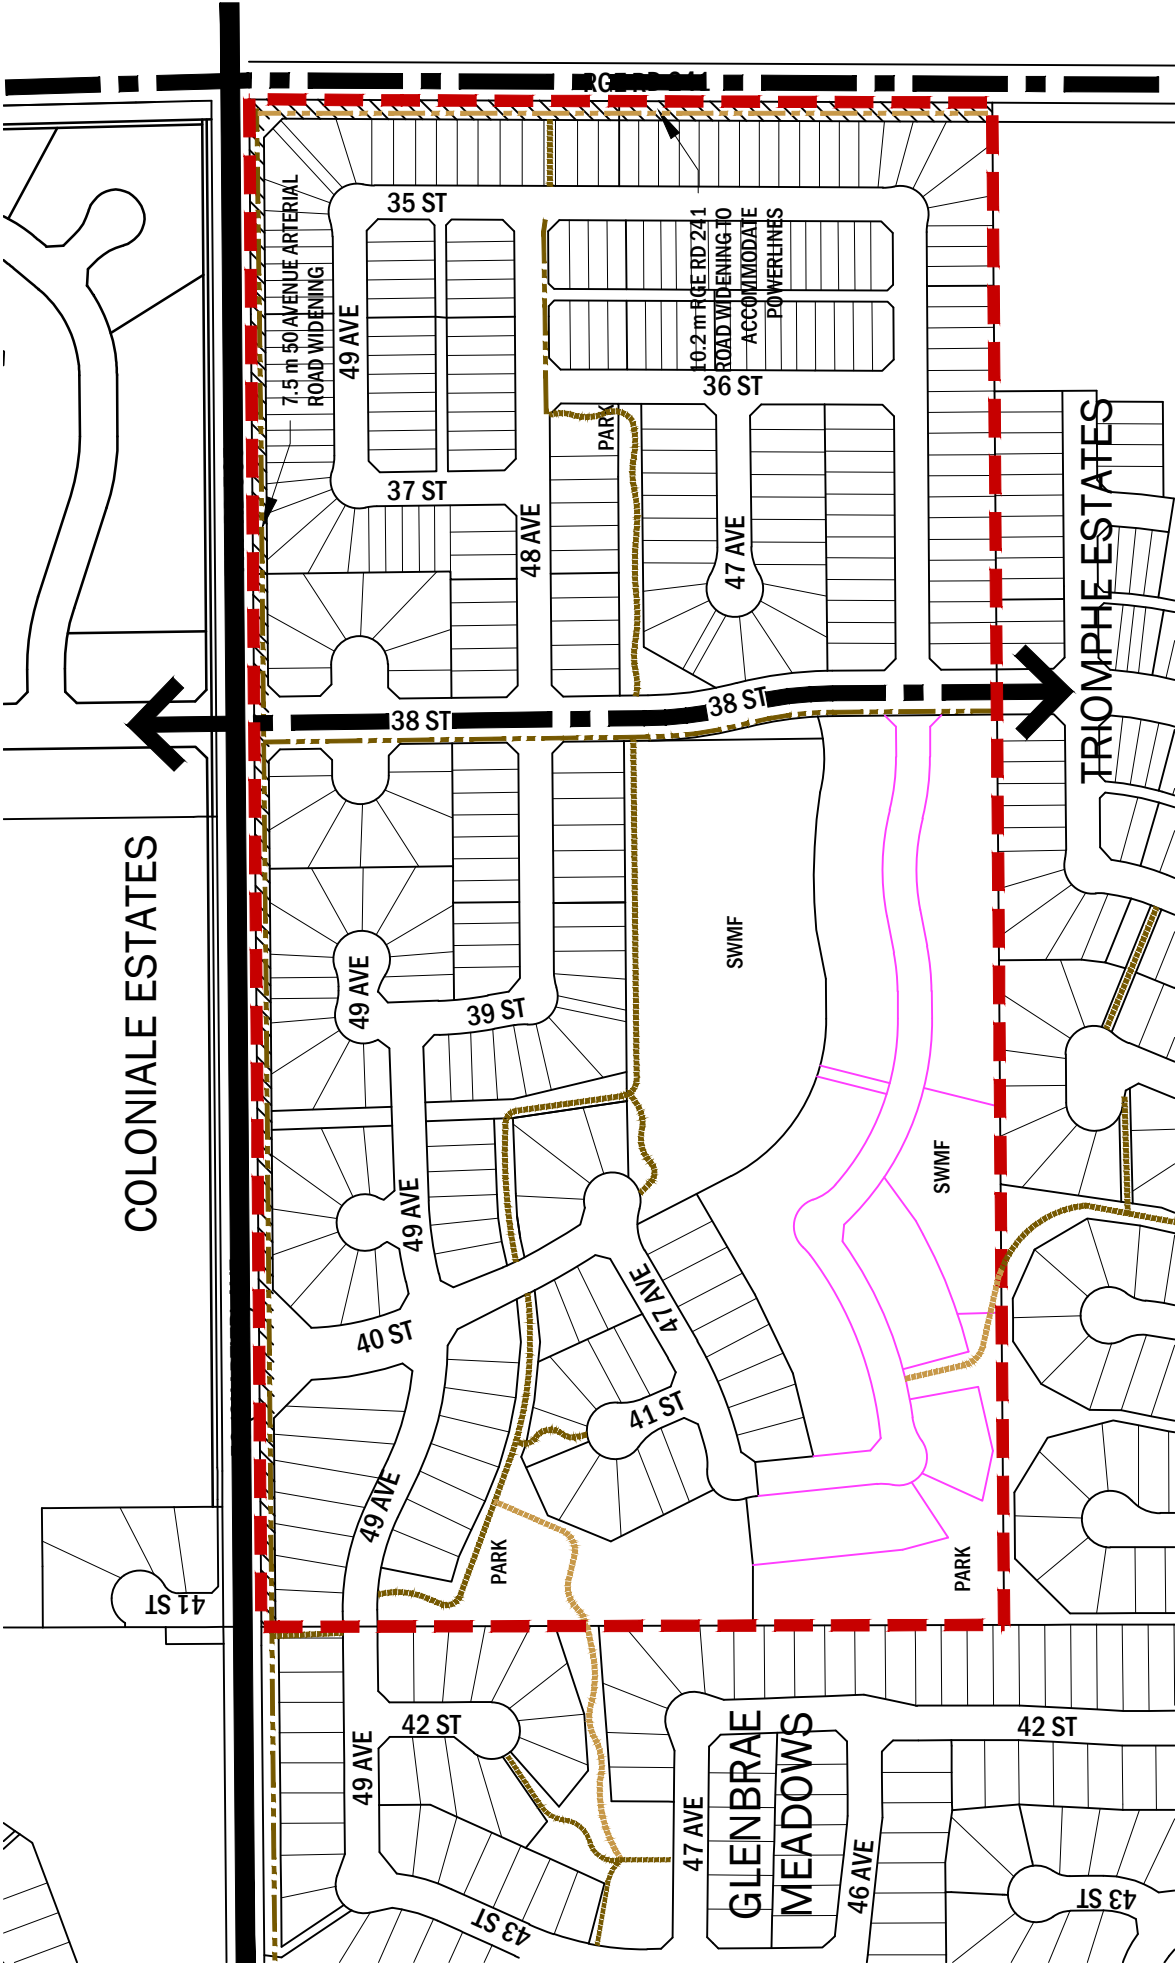 RGE RD 241
35 ST
7.5 m 50 AVENUE ARTERIAL
ROAD WIDENING
49 AVE
10.2 m RGE RD 241
ROAD WIDENING TO
ACCOMMODATE
POWERLINES
36 ST
PARK
37 ST
48 AVE
47 AVE
TRIOMPHE ESTATES
38 ST
38 ST
COLONIALE ESTATES
SWMF
49 AVE
39 ST
SWMF
49 AVE
47 AVE
40 ST
41 ST
49 AVE
PARK
PARK
41 ST
42 ST
49 AVE
GLENBRAE
MEADOWS
42 ST
47 AVE
46 AVE
43 ST
43 ST